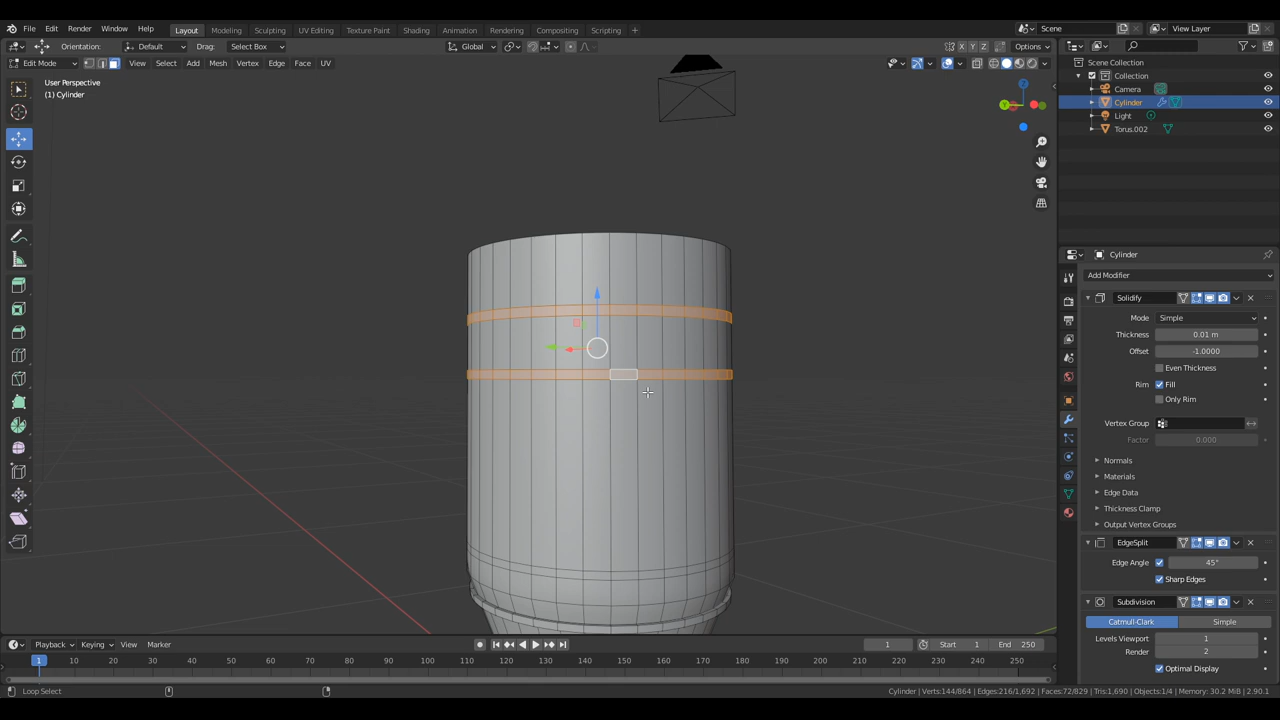 File Edit Render Window Help Layout Modeling Sculpting UV Editing Texture Paint Shading Animation Rendering Compositing Scripting + Scene View Layer
Orientation: Default Drag: Select Box Global X Y Z Options
Edit Mode View Select Add Mesh Vertex Edge Face UV
User Perspective
(1) Cylinder
Scene Collection
Collection
Camera
Cylinder
Light
Torus.002
Z
Y
Cylinder
Add Modifier
Solidify
Mode Simple
Thickness 0.01 m
Offset -1.0000
Even Thickness
Rim Fill
Only Rim
Vertex Group
Factor 0.000
Normals
Materials
Edge Data
Thickness Clamp
Output Vertex Groups
EdgeSplit
Edge Angle 45°
Sharp Edges
Subdivision
Catmull-Clark Simple
Levels Viewport 1
Render 2
Optimal Display
Playback Keying View Marker 1 Start 1 End 250
1 10 20 30 40 50 60 70 80 90 100 110 120 130 140 150 160 170 180 190 200 210 220 230 240 250
Loop Select Cylinder | Verts:144/864 | Edges:216/1,692 | Faces:72/829 | Tris:1,690 | Objects:1/4 | Memory: 30.2 MiB | 2.90.1